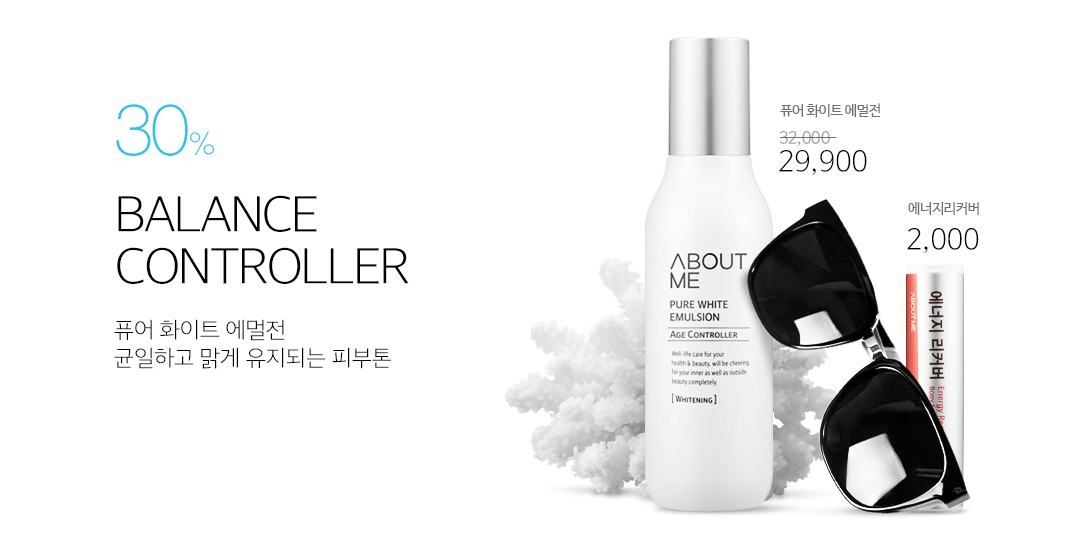 30%
BALANCE
CONTROLLER
퓨어 화이트 에멀전
균일하고 맑게 유지되는 피부톤
퓨어 화이트 에멀전
32,000
29,900
에너지리커버
2,000
ABOUT
ME
PURE WHITE
EMULSION
AGE CONTROLLER
Well-life care for your
health & beauty, will be cheering
for your inner as well as outside
beauty completely.
[WHITENING]
ABOUT ME
에너지 리커버
Energy